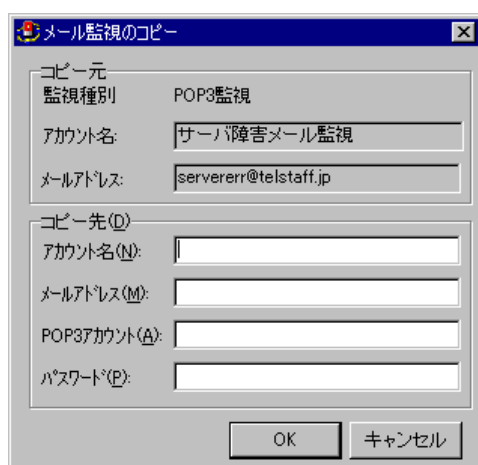 メール監視のコピー
コピー元
監視種別 POP3監視
アカウント名: サーバ障害メール監視
メールアドレス: servererr@telstaff.jp
コピー先(D)
アカウント名(N):
メールアドレス(M):
POP3アカウント(A):
パスワード(P):
OK キャンセル